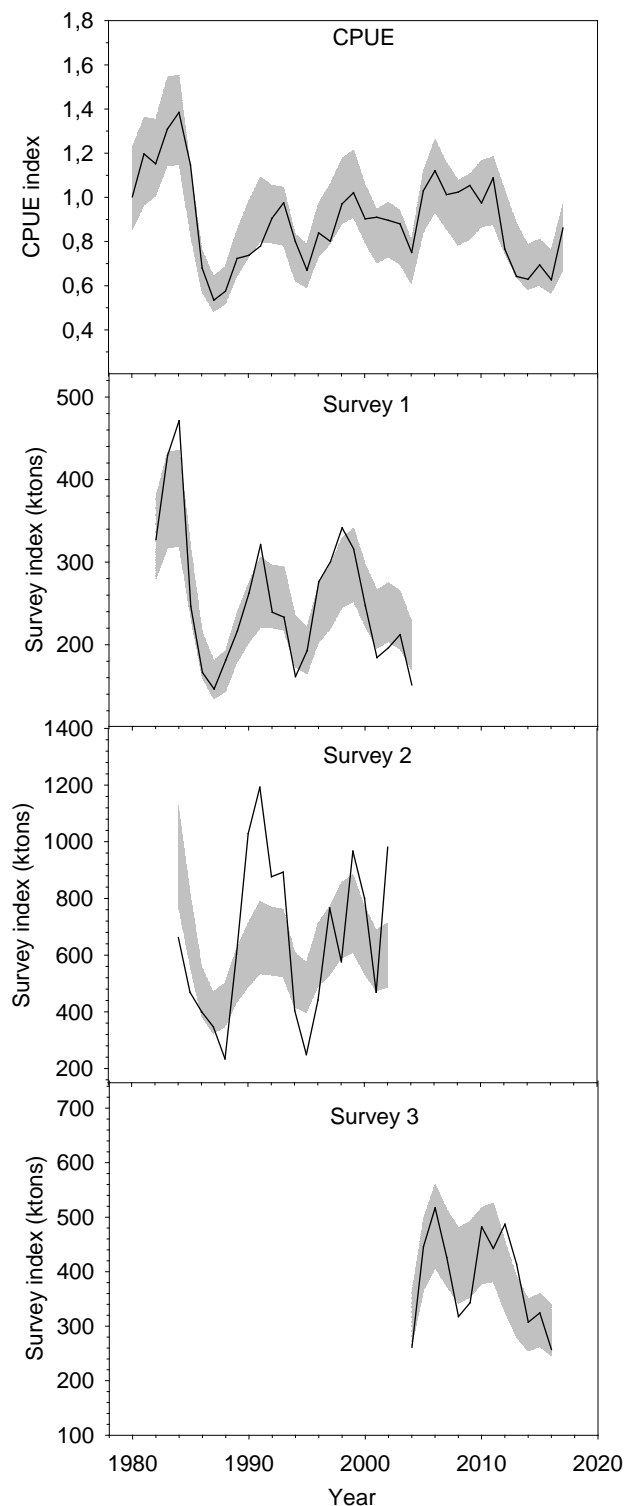 CPUE
1,8
1,6
1,4
1,2
1,0
0,8
0,6
0,4
CPUE index
Survey 1
500
400
300
200
Survey index (ktons)
Survey 2
1400
1200
1000
800
600
400
200
Survey index (ktons)
Survey 3
700
600
500
400
300
200
100
Survey index (ktons)
1980 1990 2000 2010 2020
Year